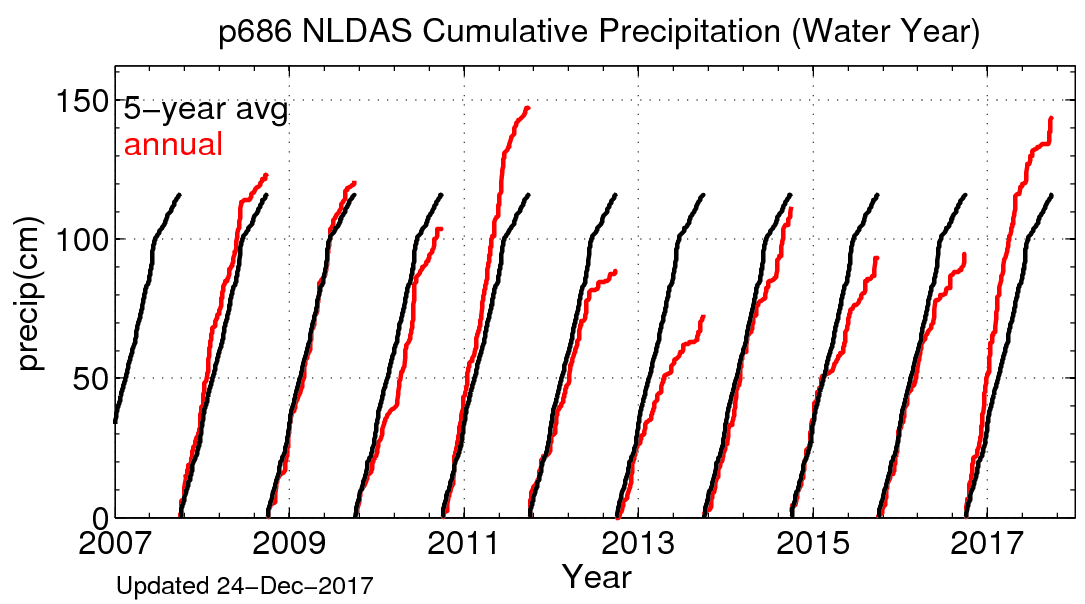 p686 NLDAS Cumulative Precipitation (Water Year)
150
5−year avg
annual
100
precip(cm)
50
0
2007 2009 2011 2013 2015 2017
Year
Updated 24−Dec−2017